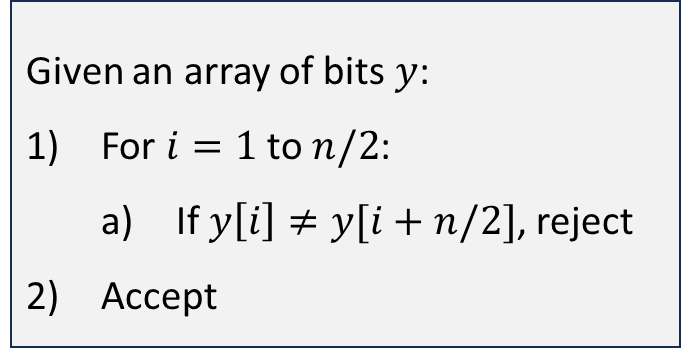 Given an array of bits y:
1) For i = 1 to n/2:
a) If y[i] ≠ y[i + n/2], reject
2) Accept